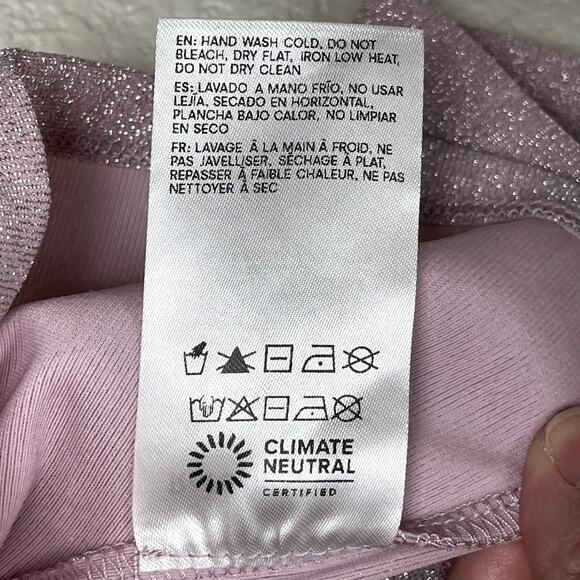 EN: HAND WASH COLD, DO NOT
BLEACH, DRY FLAT, IRON LOW HEAT,
DO NOT DRY CLEAN
ES: LAVADO A MANO FRÍO, NO USAR
LEJÍA, SECADO EN HORIZONTAL,
PLANCHA BAJO CALOR, NO LIMPIAR
EN SECO
FR: LAVAGE À LA MAIN À FROID, NE
PAS JAVELLISER, SÉCHAGE À PLAT,
REPASSER À FAIBLE CHALEUR, NE PAS
NETTOYER À SEC
CLIMATE
NEUTRAL
CERTIFIED